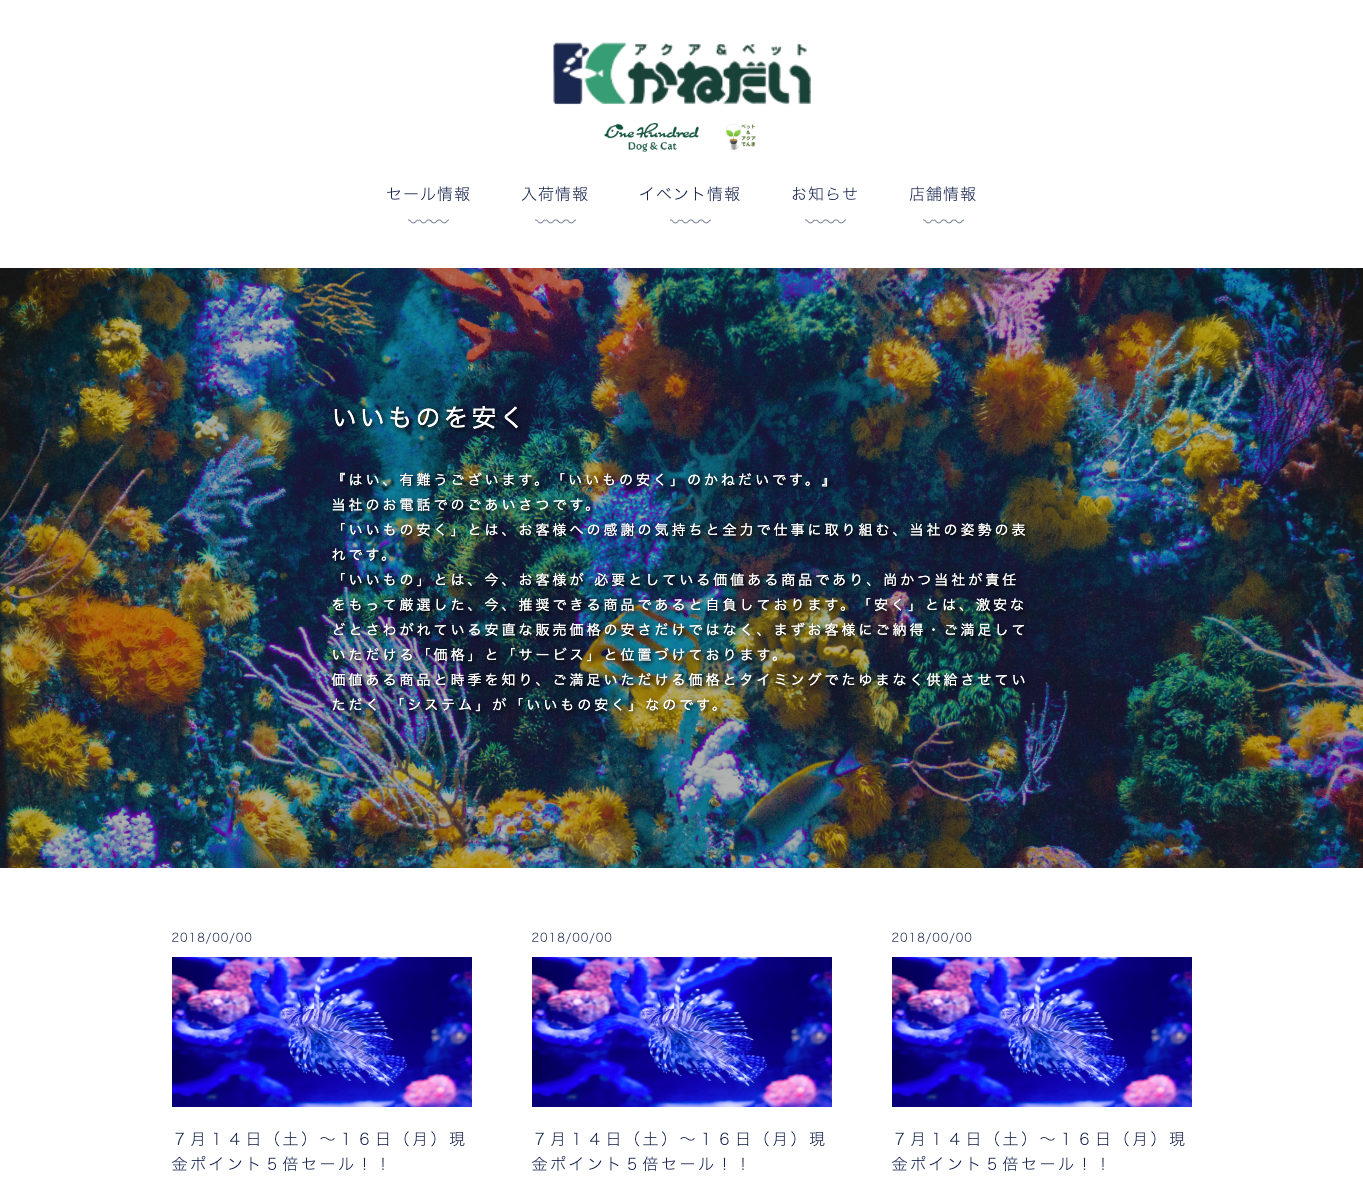 アクア&ペット
かねだい
One Hundred
Dog & Cat
ペット
&
アクア
でんき
セール情報 入荷情報 イベント情報 お知らせ 店舗情報
いいものを安く
『はい、有難うございます。「いいもの安く」のかねだいです。』
当社のお電話でのごあいさつです。
「いいもの安く」とは、お客様への感謝の気持ちと全力で仕事に取り組む、当社の姿勢の表
れです。
「いいもの」とは、今、お客様が 必要としている価値ある商品であり、尚かつ当社が責任
をもって厳選した、今、推奨できる商品であると自負しております。「安く」とは、激安な
どとさわがれている安直な販売価格の安さだけではなく、まずお客様にご納得・ご満足して
いただける「価格」と「サービス」と位置づけております。
価値ある商品と時季を知り、ご満足いただける価格とタイミングでたゆまなく供給させてい
ただく 「システム」が「いいもの安く」なのです。
2018/00/00 2018/00/00 2018/00/00
７月１４日（土）〜１６日（月）現 ７月１４日（土）〜１６日（月）現 ７月１４日（土）〜１６日（月）現
金ポイント５倍セール！！ 金ポイント５倍セール！！ 金ポイント５倍セール！！